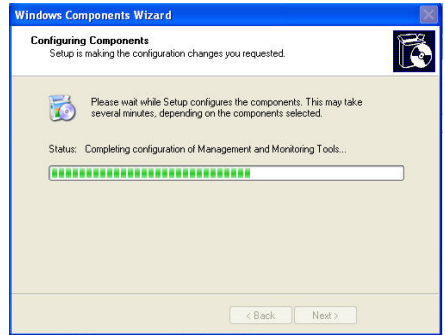 Windows Components Wizard
Configuring Components
Setup is making the configuration changes you requested.
Please wait while Setup configures the components. This may take
several minutes, depending on the components selected.
Status: Completing configuration of Management and Monitoring Tools...
< Back Next >